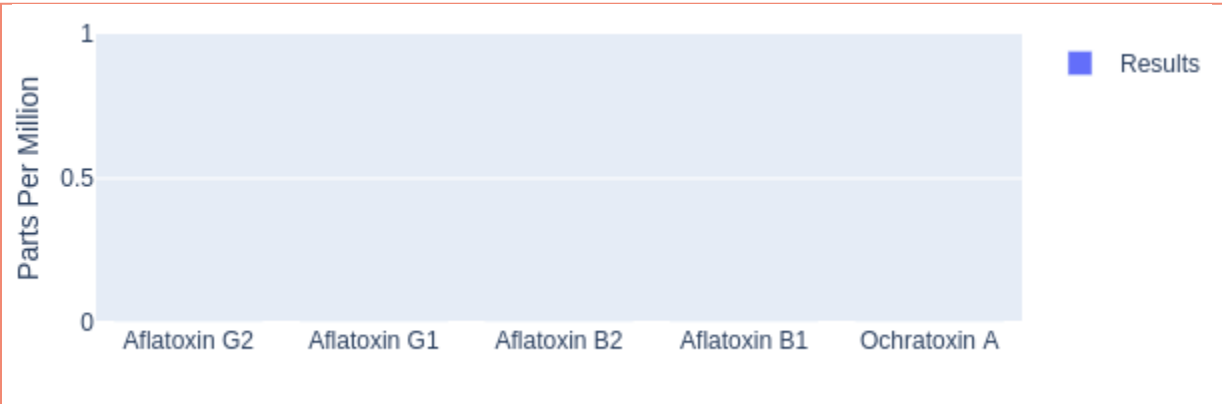 Parts Per Million
1
0.5
0
Aflatoxin G2 Aflatoxin G1 Aflatoxin B2 Aflatoxin B1 Ochratoxin A
Results